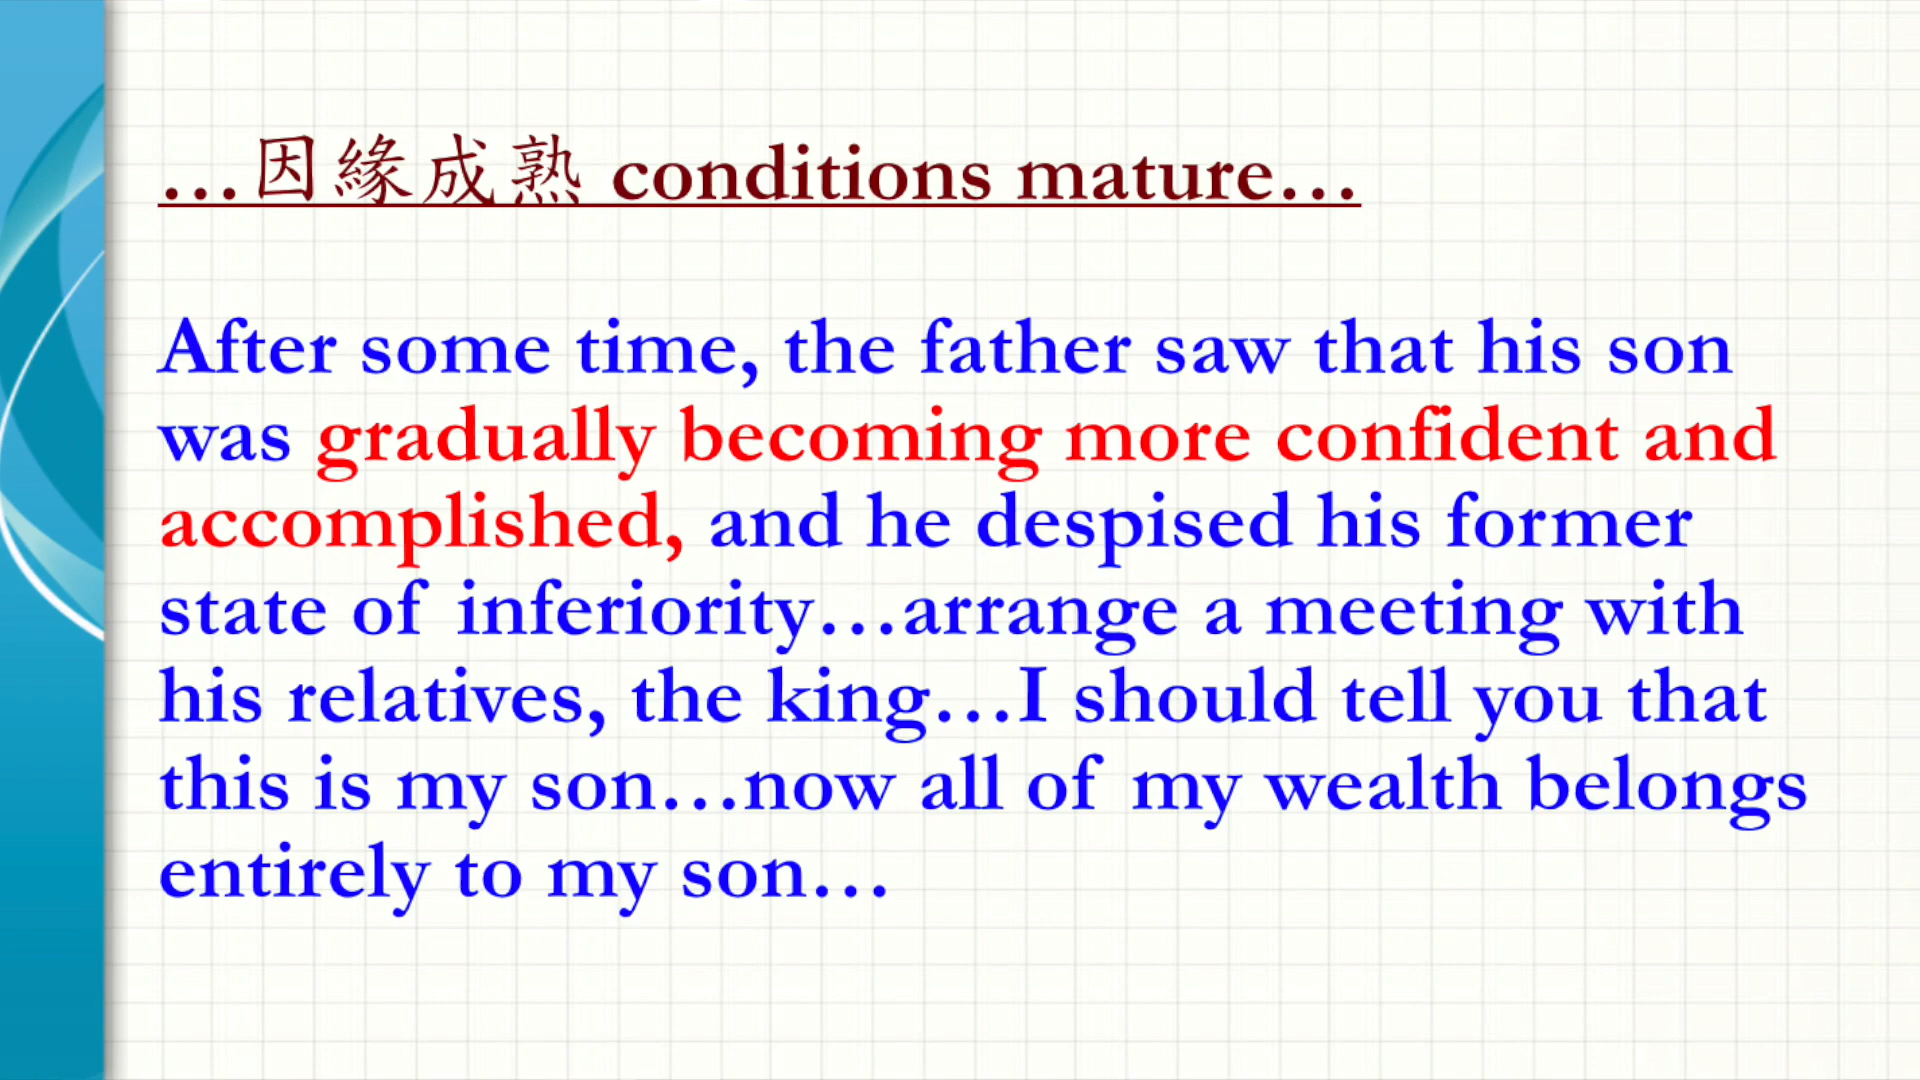 …因緣成熟 conditions mature…
After some time, the father saw that his son
was gradually becoming more confident and
accomplished, and he despised his former
state of inferiority…arrange a meeting with
his relatives, the king…I should tell you that
this is my son…now all of my wealth belongs
entirely to my son…